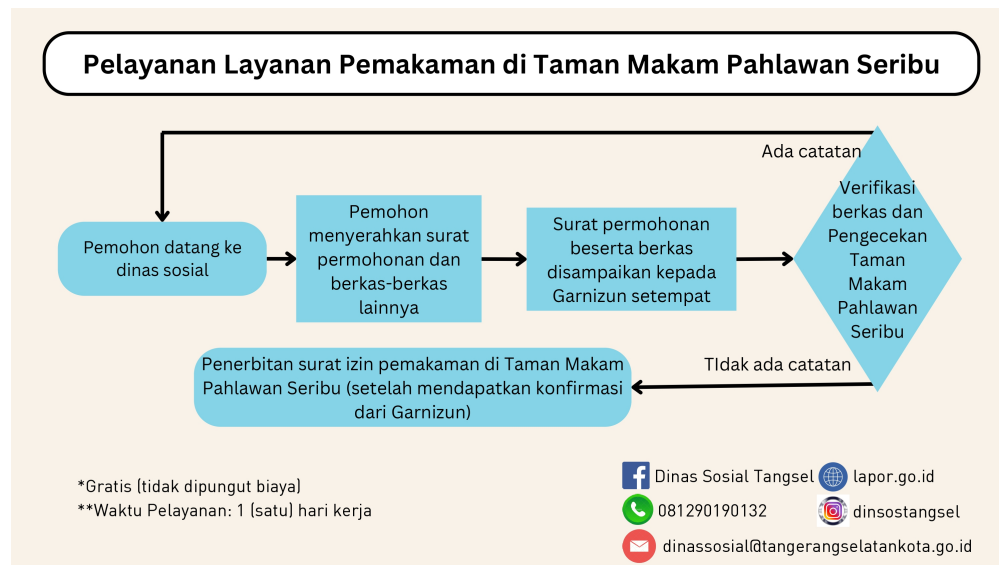 Pelayanan Layanan Pemakaman di Taman Makam Pahlawan Seribu
Ada catatan
Pemohon datang ke
dinas sosial
Pemohon
menyerahkan surat
permohonan dan
berkas-berkas
lainnya
Surat permohonan
beserta berkas
disampaikan kepada
Garnizun setempat
Verifikasi
berkas dan
Pengecekan
Taman
Makam
Pahlawan
Seribu
TIdak ada catatan
Penerbitan surat izin pemakaman di Taman Makam
Pahlawan Seribu (setelah mendapatkan konfirmasi
dari Garnizun)
*Gratis (tidak dipungut biaya)
**Waktu Pelayanan: 1 (satu) hari kerja
Dinas Sosial Tangsel
lapor.go.id
081290190132
dinsostangsel
dinassosial@tangerangselatankota.go.id